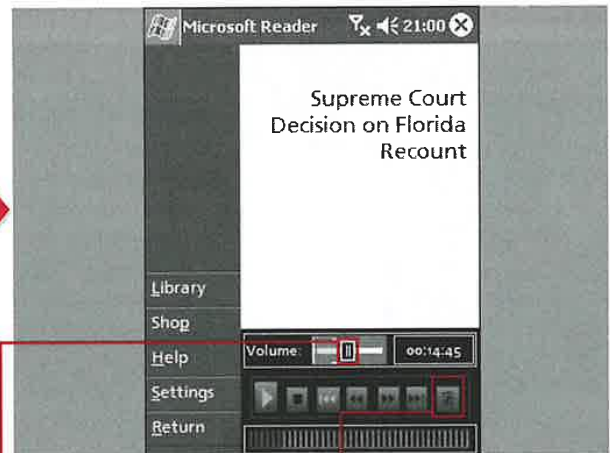 Microsoft Reader 21:00
Supreme Court
Decision on Florida
Recount
Library
Shop
Help
Settings
Return
Volume: 00:14:45